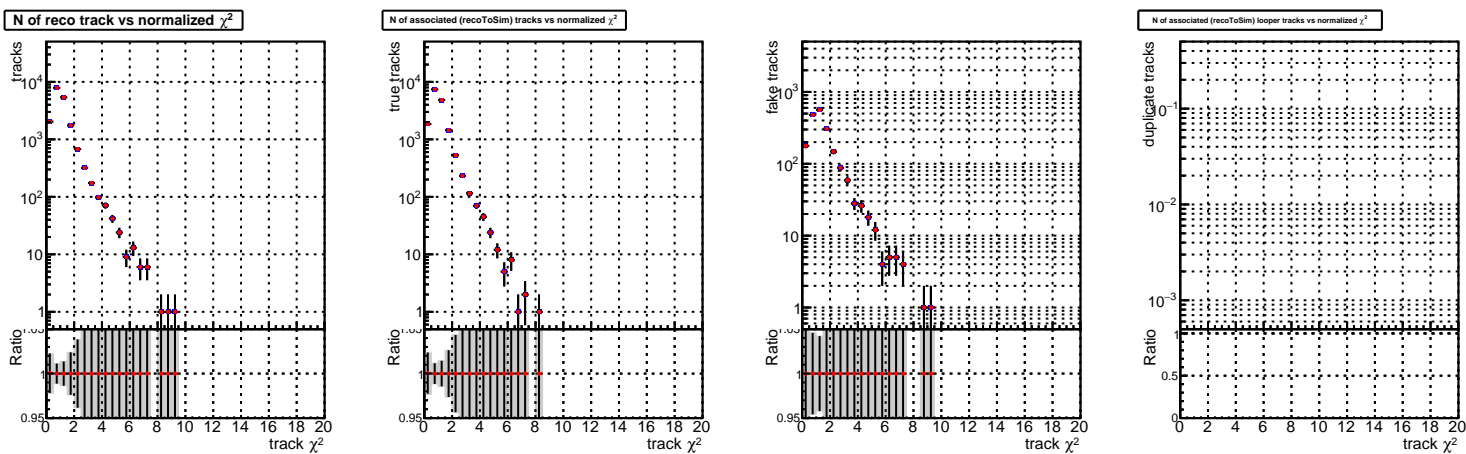 N of reco track vs normalized χ²
tracks
10⁴
10³
10²
10
1
Ratio
1.05
1
0.95
0 2 4 6 8 10 12 14 16 18 20
track χ²
N of associated (recoToSim) tracks vs normalized χ²
true tracks
10⁴
10³
10²
10
1
Ratio
1.05
1
0.95
0 2 4 6 8 10 12 14 16 18 20
track χ²
fake tracks
10³
10²
10
1
Ratio
1.05
1
0.95
0 2 4 6 8 10 12 14 16 18 20
track χ²
N of associated (recoToSim) looper tracks vs normalized χ²
duplicate tracks
10⁻¹
10⁻²
10⁻³
Ratio
1
0.5
0
0 2 4 6 8 10 12 14 16 18 20
track χ²